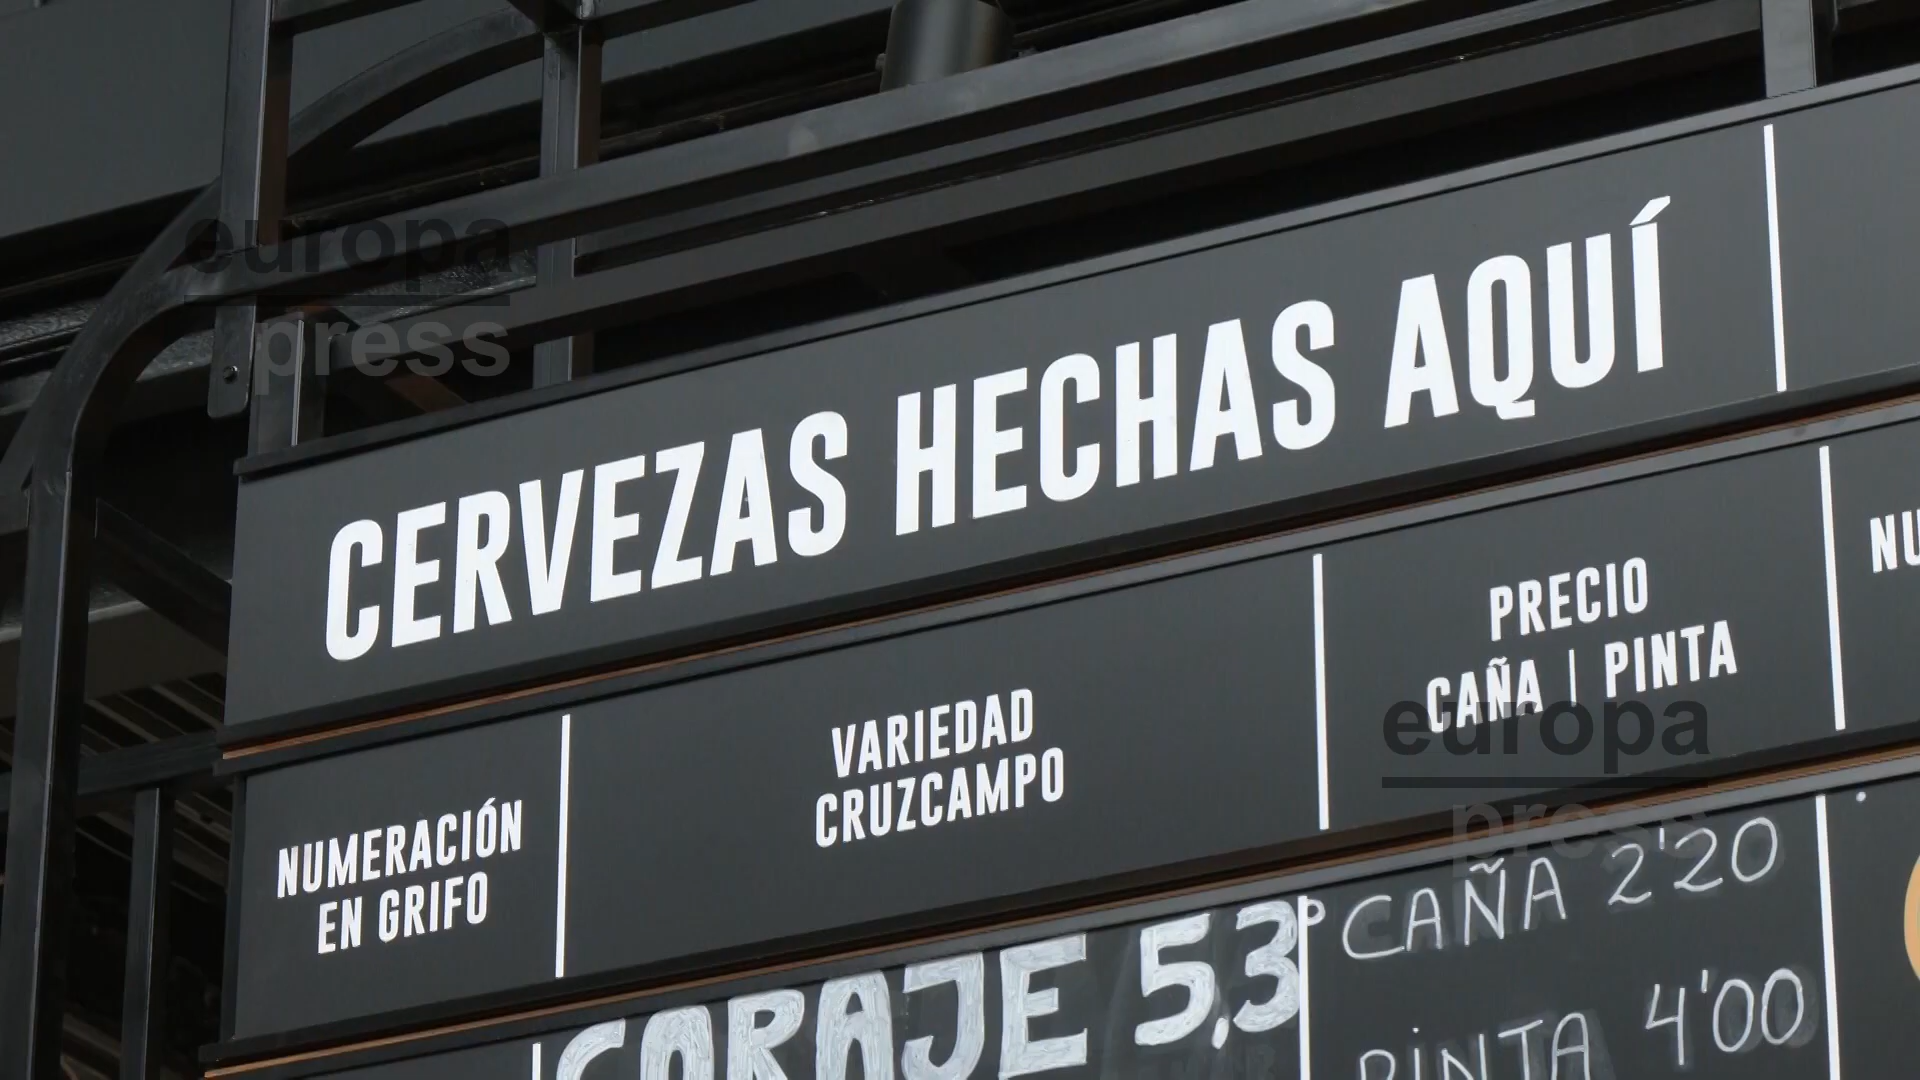 CERVEZAS HECHAS AQUÍ
NUMERACIÓN
EN GRIFO
VARIEDAD
CRUZCAMPO
PRECIO
CAÑA | PINTA
CORAJE 5,3º
CAÑA 2'20
PINTA 4'00
europa
press
europa
press